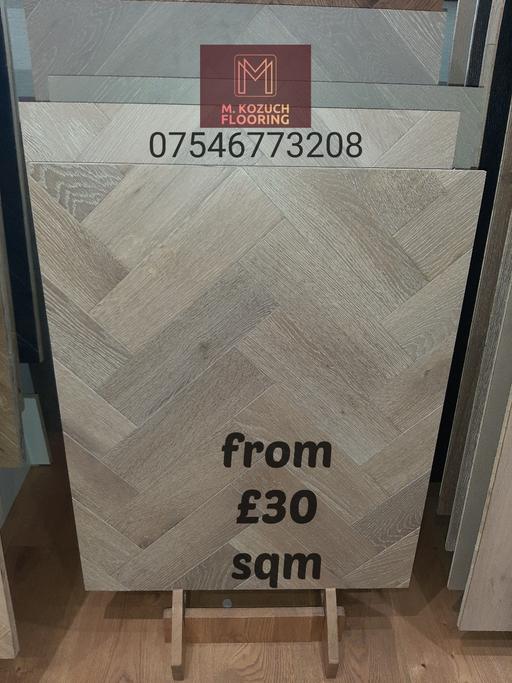 M. KOZUCH
FLOORING
07546773208
from
£30
sqm